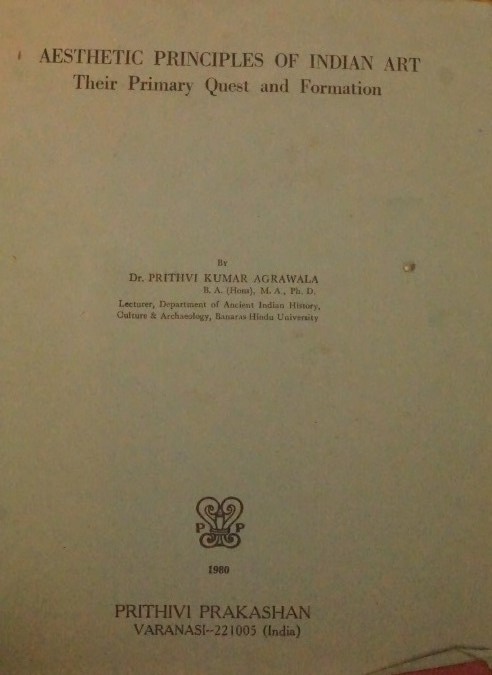 AESTHETIC PRINCIPLES OF INDIAN ART
Their Primary Quest and Formation
By
Dr. PRITHVI KUMAR AGRAWALA
B. A. (Hons), M. A., Ph. D.
Lecturer, Department of Ancient Indian History,
Culture & Archaeology, Banaras Hindu University
P P
1980
PRITHIVI PRAKASHAN
VARANASI–221005 (India)